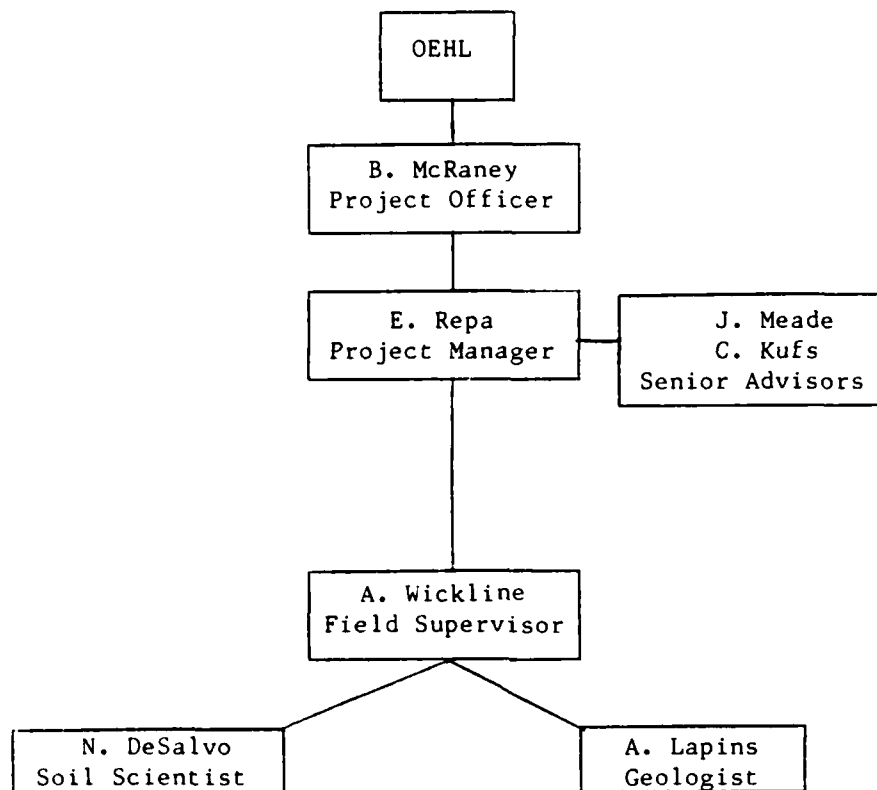 OEHL
B. McRaney
Project Officer
E. Repa
Project Manager
J. Meade
C. Kufs
Senior Advisors
A. Wickline
Field Supervisor
N. DeSalvo
Soil Scientist
A. Lapins
Geologist